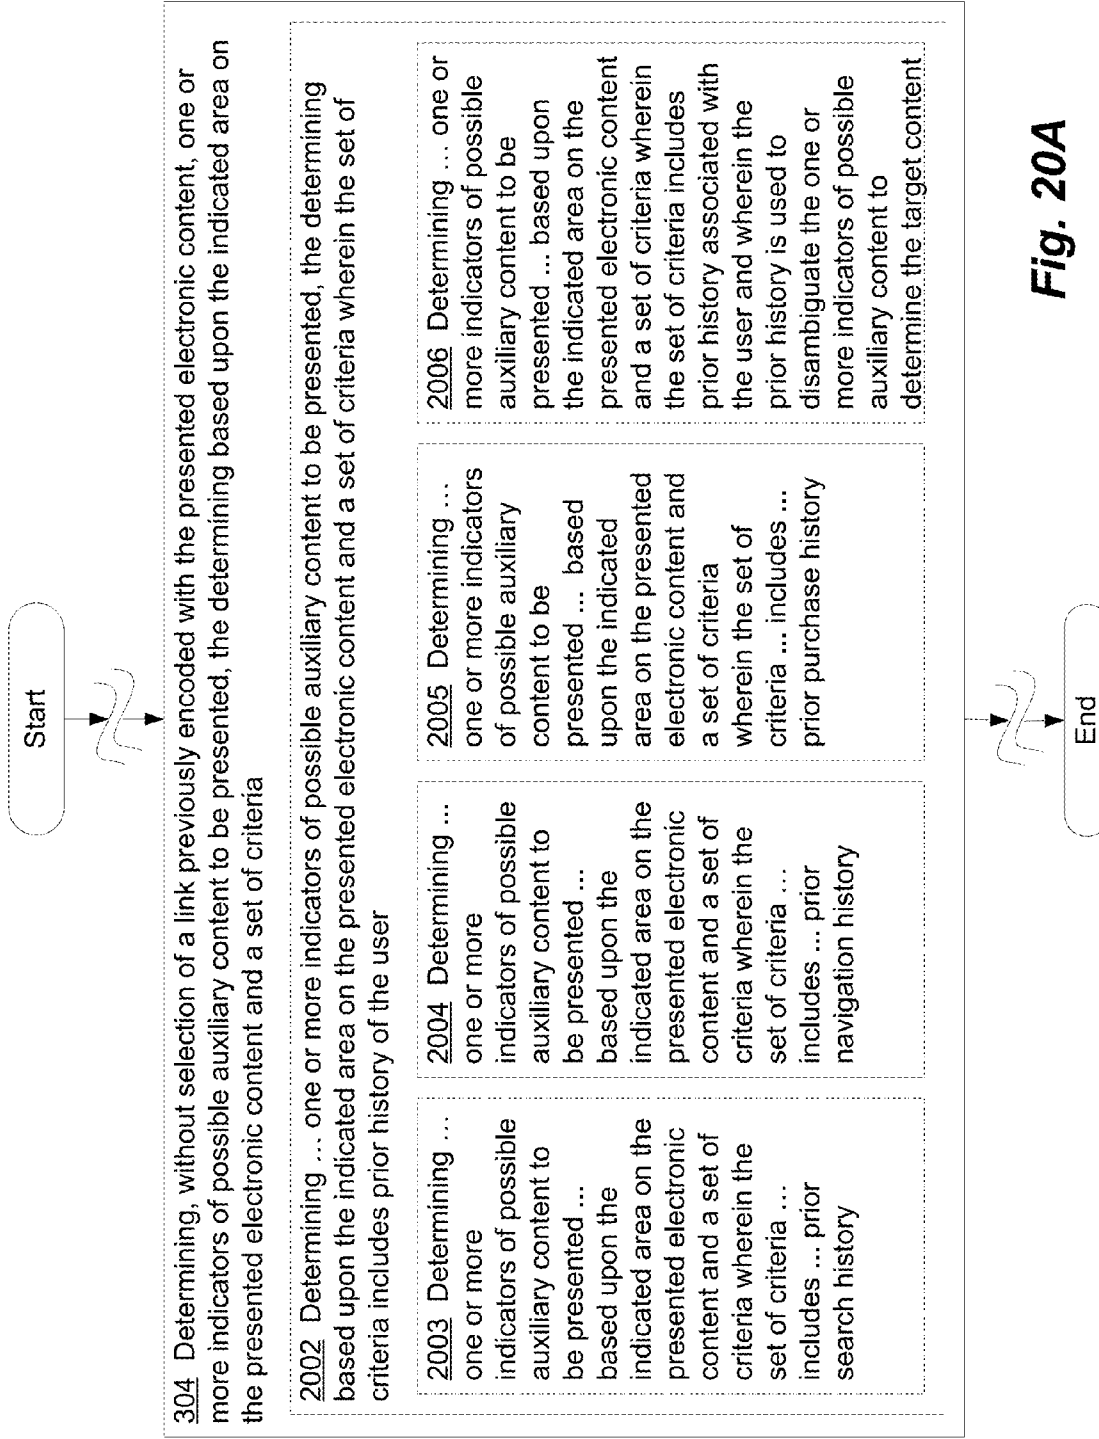 Start
304 Determining, without selection of a link previously encoded with the presented electronic content, one or
more indicators of possible auxiliary content to be presented, the determining based upon the indicated area on
the presented electronic content and a set of criteria
2002 Determining ... one or more indicators of possible auxiliary content to be presented, the determining
based upon the indicated area on the presented electronic content and a set of criteria wherein the set of
criteria includes prior history of the user
2003 Determining ...
one or more
indicators of possible
auxiliary content to
be presented ...
based upon the
indicated area on the
presented electronic
content and a set of
criteria wherein the
set of criteria ...
includes ... prior
search history
2004 Determining ...
one or more
indicators of possible
auxiliary content to
be presented ...
based upon the
indicated area on the
presented electronic
content and a set of
criteria wherein the
set of criteria ...
includes ... prior
navigation history
2005 Determining ...
one or more indicators
of possible auxiliary
content to be
presented ... based
upon the indicated
area on the presented
electronic content and
a set of criteria
wherein the set of
criteria ... includes ...
prior purchase history
2006 Determining ... one or
more indicators of possible
auxiliary content to be
presented ... based upon
the indicated area on the
presented electronic content
and a set of criteria wherein
the set of criteria includes
prior history associated with
the user and wherein the
prior history is used to
disambiguate the one or
more indicators of possible
auxiliary content to
determine the target content
End
Fig. 20A